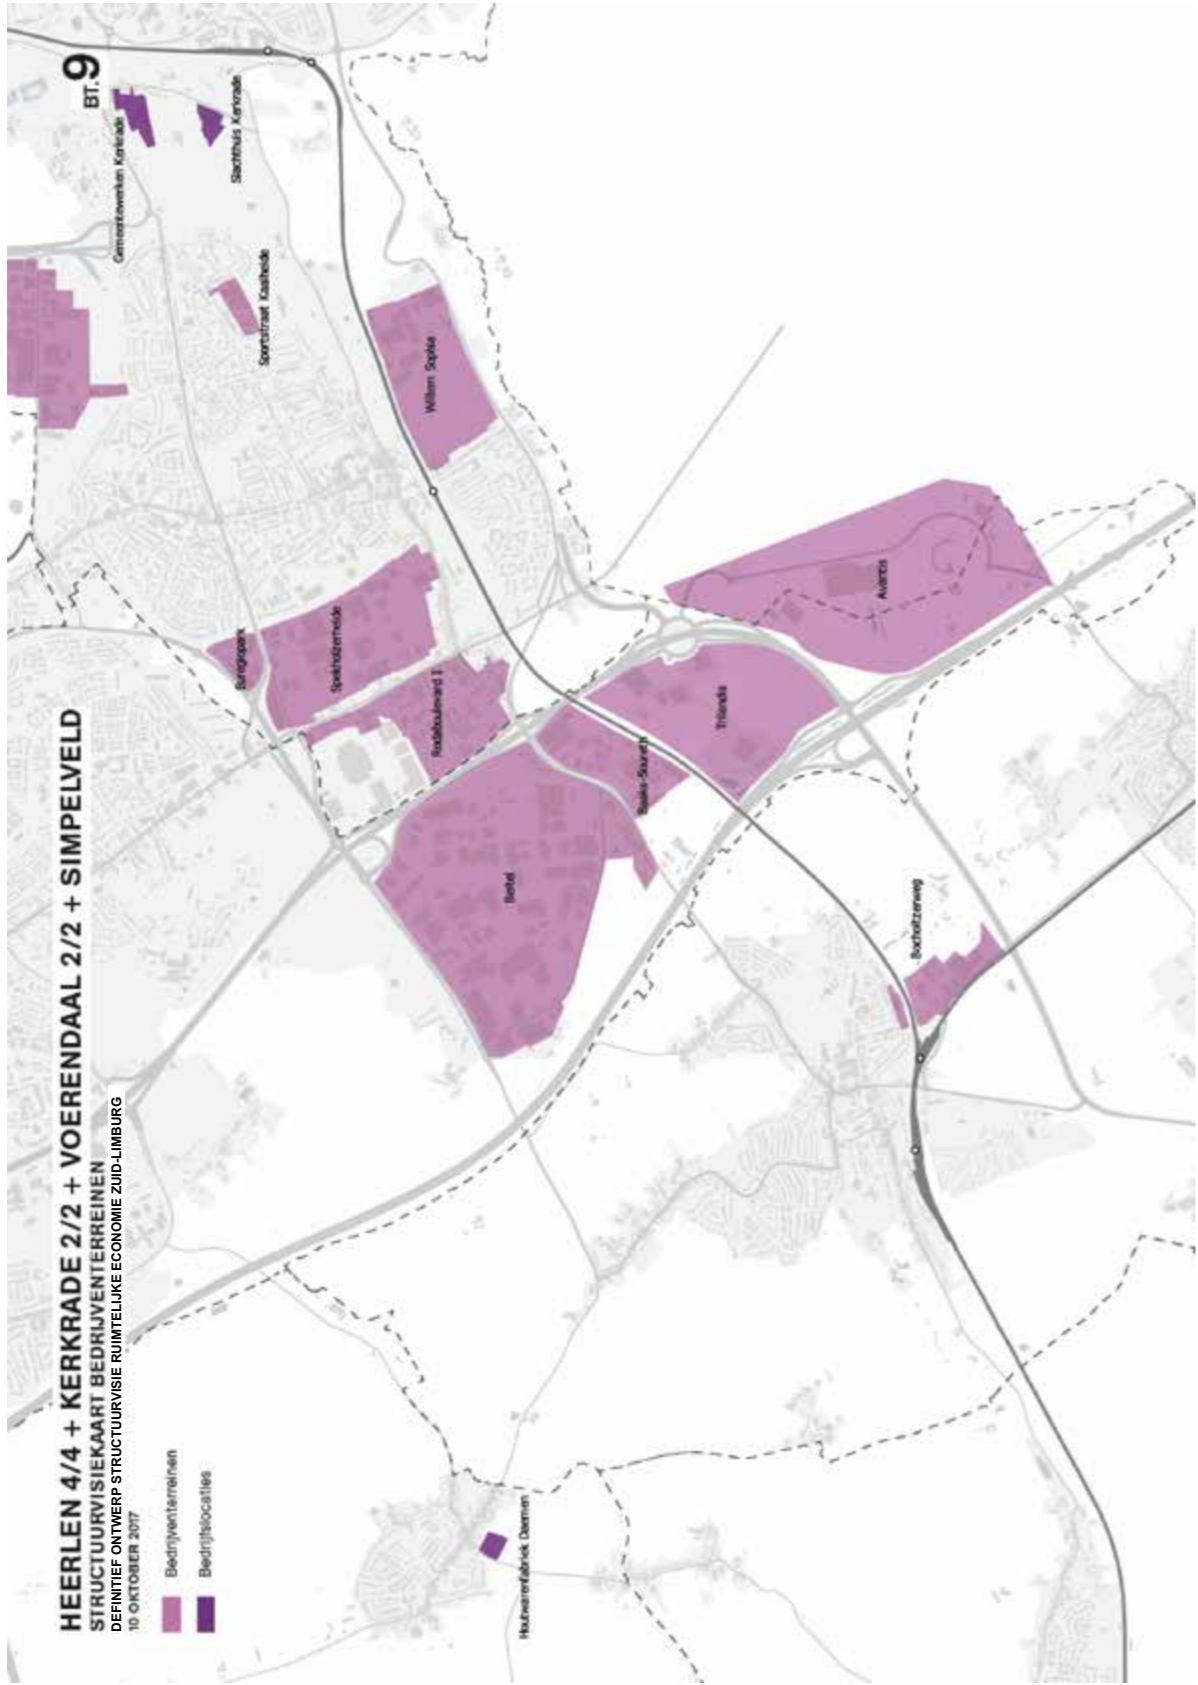 HEERLEN 4/4 + KERKRADE 2/2 + VOERENDAAL 2/2 + SIMPELVELD
STRUCTUURVISIEKAART BEDRIJVENTERREINEN
DEFINITIEF ONTWERP STRUCTUURVISIE RUIMTELIJKE ECONOMIE ZUID-LIMBURG
10 OKTOBER 2017
BT.9
Bedrijventerreinen
Bedrijfslocaties
Gemeentewerken Kerkrade
Slachthuis Kerkrade
Sportstraat Kaalheide
Willem Sophia
Euregiopark
Spekholzerheide
Rodaboulevard I
Beitel
Trilandis
Avantis
Bocholtzerweg
Houtwarenfabriek Daemen